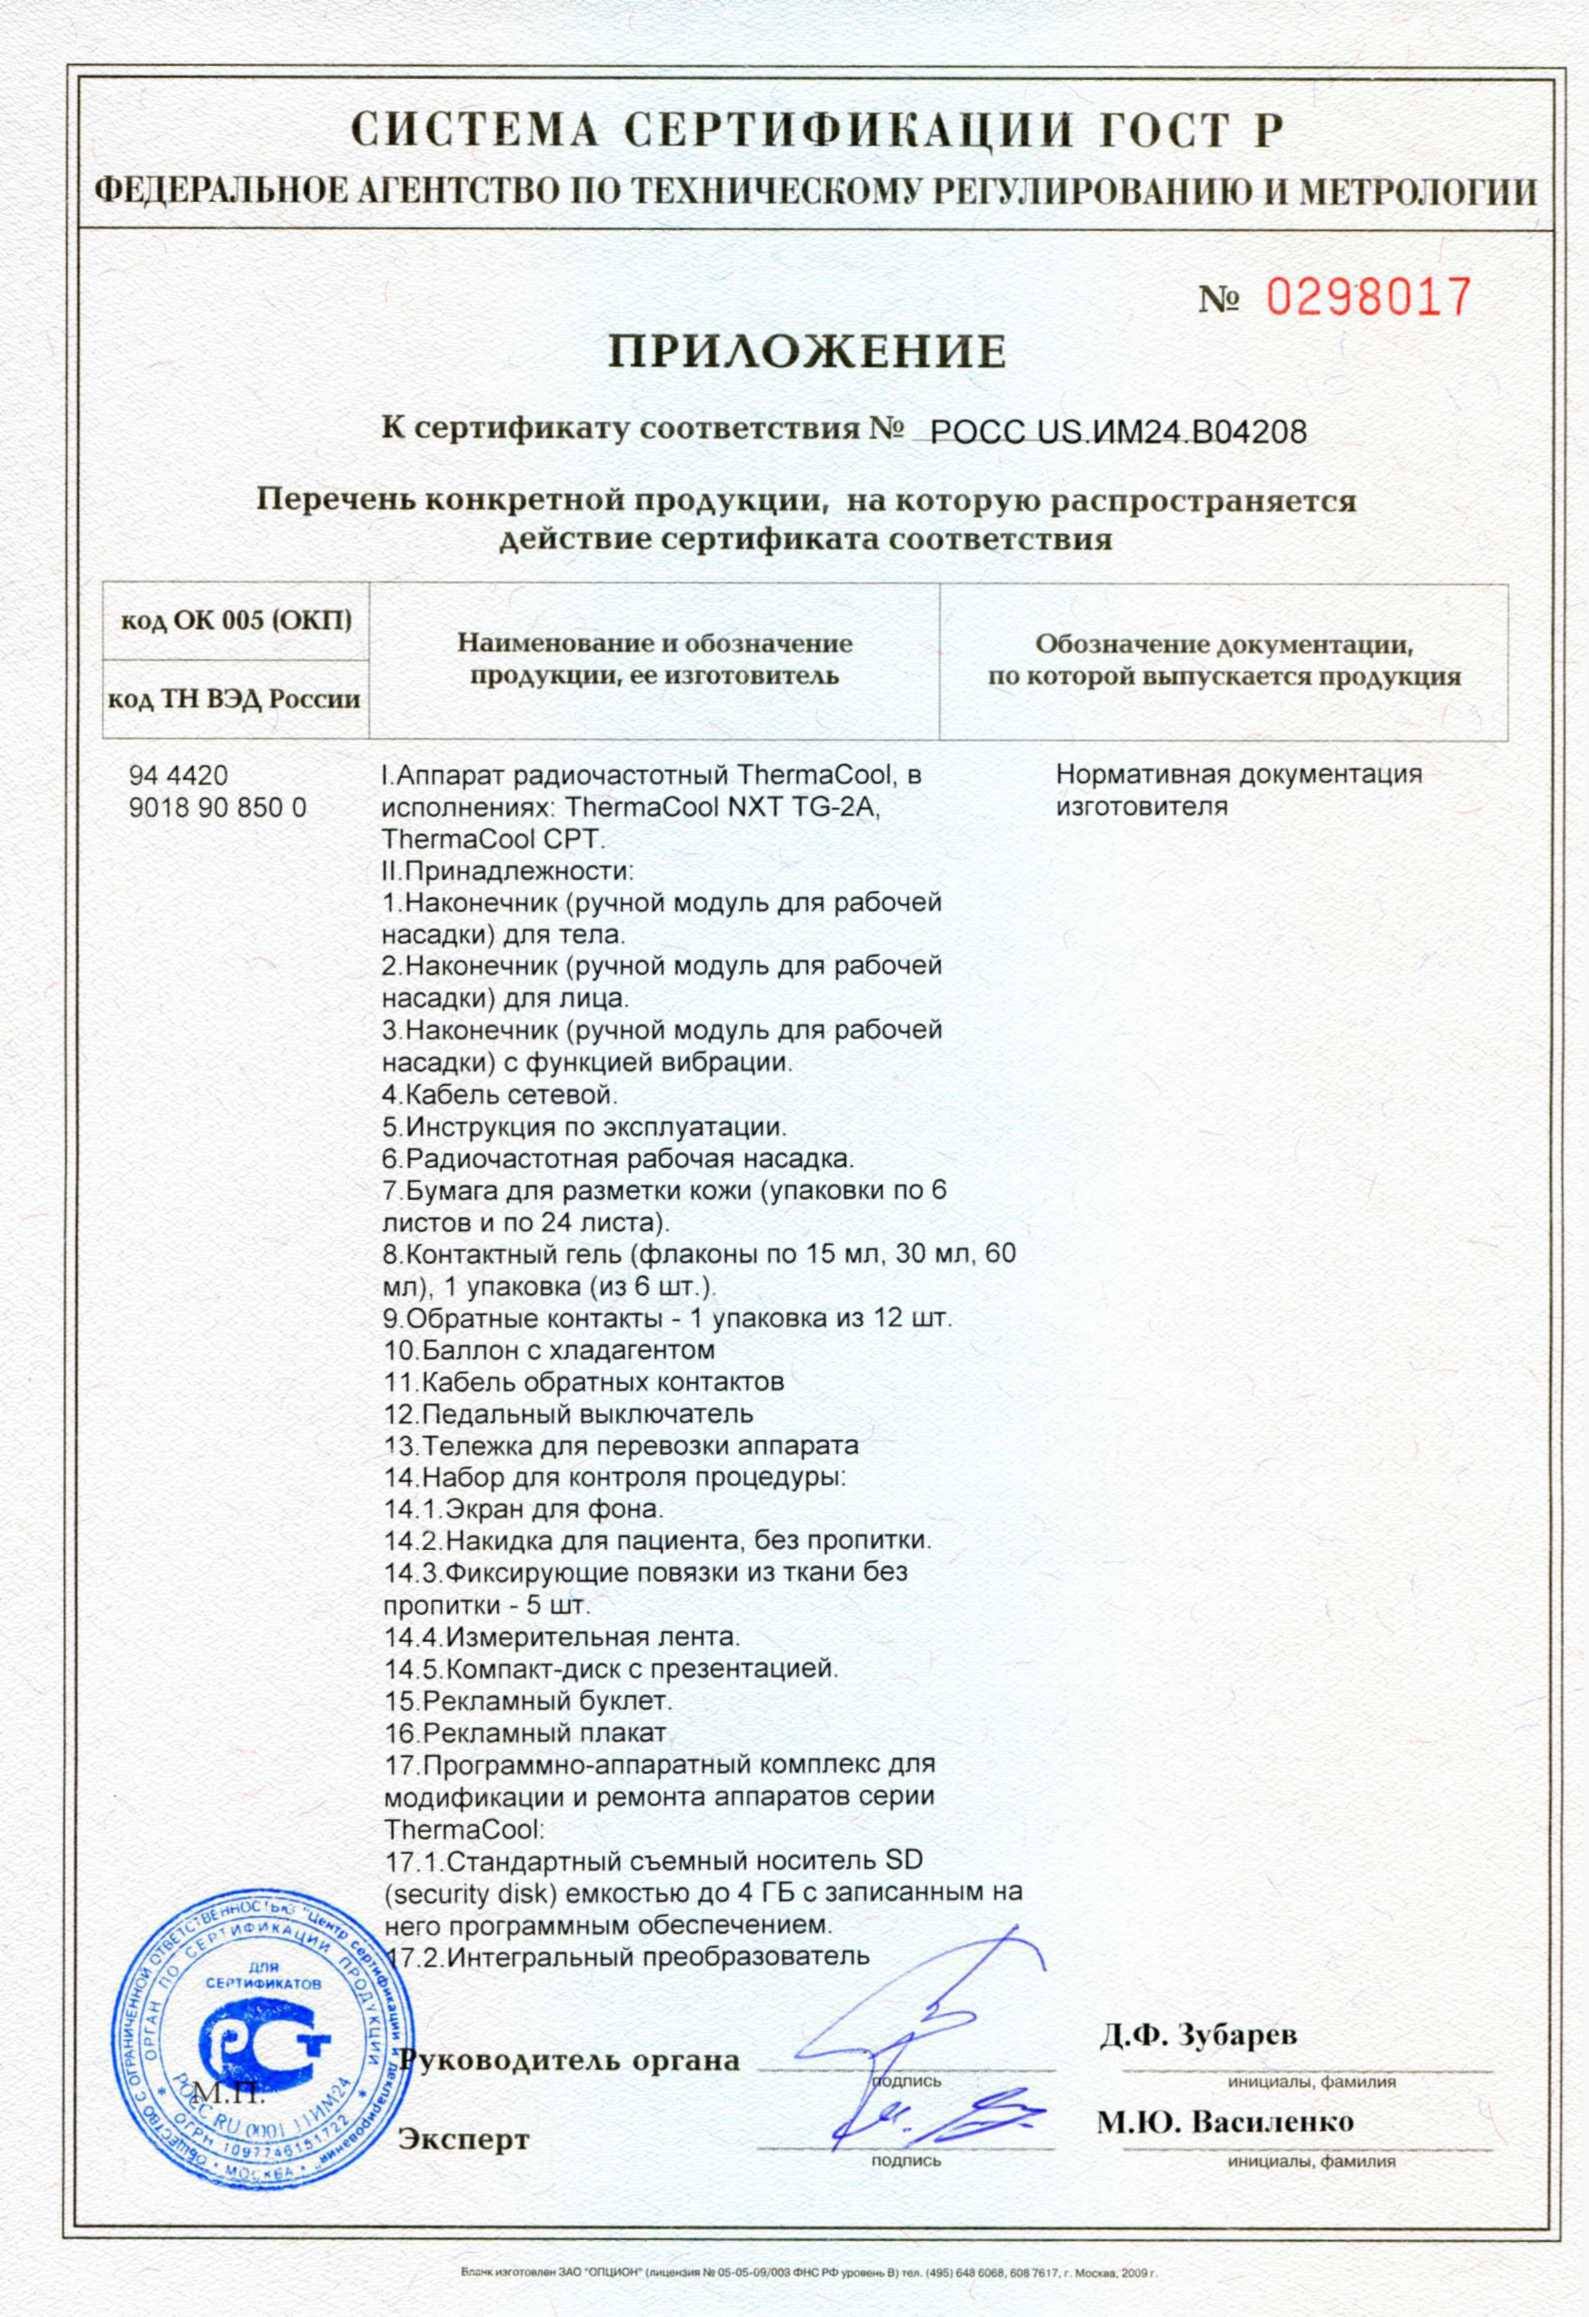 СИСТЕМА СЕРТИФИКАЦИИ ГОСТ Р
ФЕДЕРАЛЬНОЕ АГЕНТСТВО ПО ТЕХНИЧЕСКОМУ РЕГУЛИРОВАНИЮ И МЕТРОЛОГИИ
№ 0298017
ПРИЛОЖЕНИЕ
К сертификату соответствия № РОСС US.ИМ24.В04208
Перечень конкретной продукции, на которую распространяется
действие сертификата соответствия
код ОК 005 (ОКП)
код ТН ВЭД России
Наименование и обозначение
продукции, ее изготовитель
Обозначение документации,
по которой выпускается продукция
94 4420
9018 90 850 0
I.Аппарат радиочастотный ThermaCool, в
исполнениях: ThermaCool NXT TG-2A,
ThermaCool CPT.
II.Принадлежности:
1.Наконечник (ручной модуль для рабочей
насадки) для тела.
2.Наконечник (ручной модуль для рабочей
насадки) для лица.
3.Наконечник (ручной модуль для рабочей
насадки) с функцией вибрации.
4.Кабель сетевой.
5.Инструкция по эксплуатации.
6.Радиочастотная рабочая насадка.
7.Бумага для разметки кожи (упаковки по 6
листов и по 24 листа).
8.Контактный гель (флаконы по 15 мл, 30 мл, 60
мл), 1 упаковка (из 6 шт.).
9.Обратные контакты - 1 упаковка из 12 шт.
10.Баллон с хладагентом
11.Кабель обратных контактов
12.Педальный выключатель
13.Тележка для перевозки аппарата
14.Набор для контроля процедуры:
14.1.Экран для фона.
14.2.Накидка для пациента, без пропитки.
14.3.Фиксирующие повязки из ткани без
пропитки - 5 шт.
14.4.Измерительная лента.
14.5.Компакт-диск с презентацией.
15.Рекламный буклет.
16.Рекламный плакат
17.Программно-аппаратный комплекс для
модификации и ремонта аппаратов серии
ThermaCool:
17.1.Стандартный съемный носитель SD
(security disk) емкостью до 4 ГБ с записанным на
него программным обеспечением.
17.2.Интегральный преобразователь
Нормативная документация
изготовителя
ОБЩЕСТВО С ОГРАНИЧЕННОЙ ОТВЕТСТВЕННОСТЬЮ "Центр сертификации и декларирования" • МОСКВА •
ОРГАН ПО СЕРТИФИКАЦИИ ПРОДУКЦИИ
ОГРН 1097746151722
РОСС RU 0001 11ИМ24
ДЛЯ
СЕРТИФИКАТОВ
М.П.
Руководитель органа
подпись
Д.Ф. Зубарев
инициалы, фамилия
Эксперт
подпись
М.Ю. Василенко
инициалы, фамилия
Бланк изготовлен ЗАО "ОПЦИОН" (лицензия № 05-05-09/003 ФНС РФ уровень В) тел. (495) 648 6068, 608 7617, г. Москва, 2009 г.